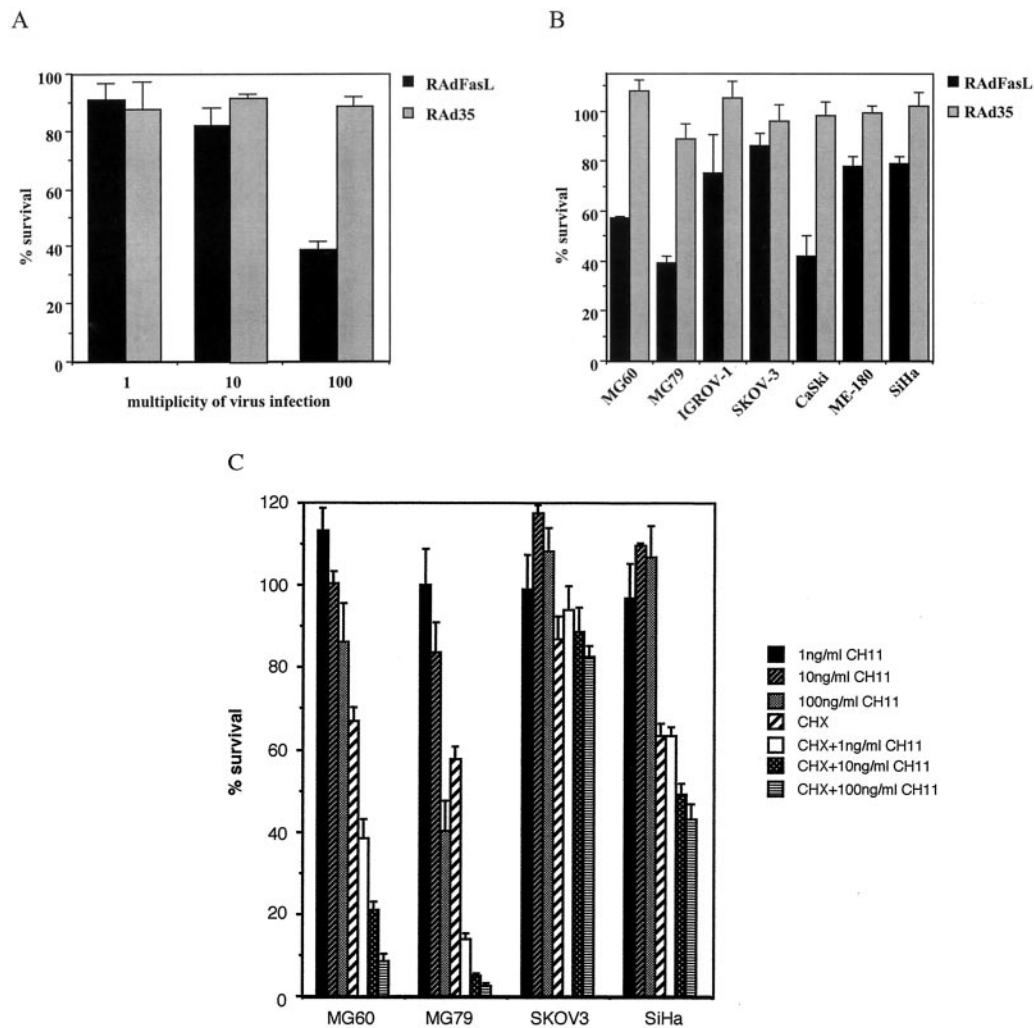 A
100
80
60
40
20
0
% survival
1 10 100
multiplicity of virus infection
RAdFasL
RAd35
B
100
80
60
40
20
0
% survival
MG60
MG79
IGROV-1
SKOV-3
CaSki
ME-180
SiHa
RAdFasL
RAd35
C
120
100
80
60
40
20
0
% survival
MG60 MG79 SKOV3 SiHa
1ng/ml CH11
10ng/ml CH11
100ng/ml CH11
CHX
CHX+1ng/ml CH11
CHX+10ng/ml CH11
CHX+100ng/ml CH11